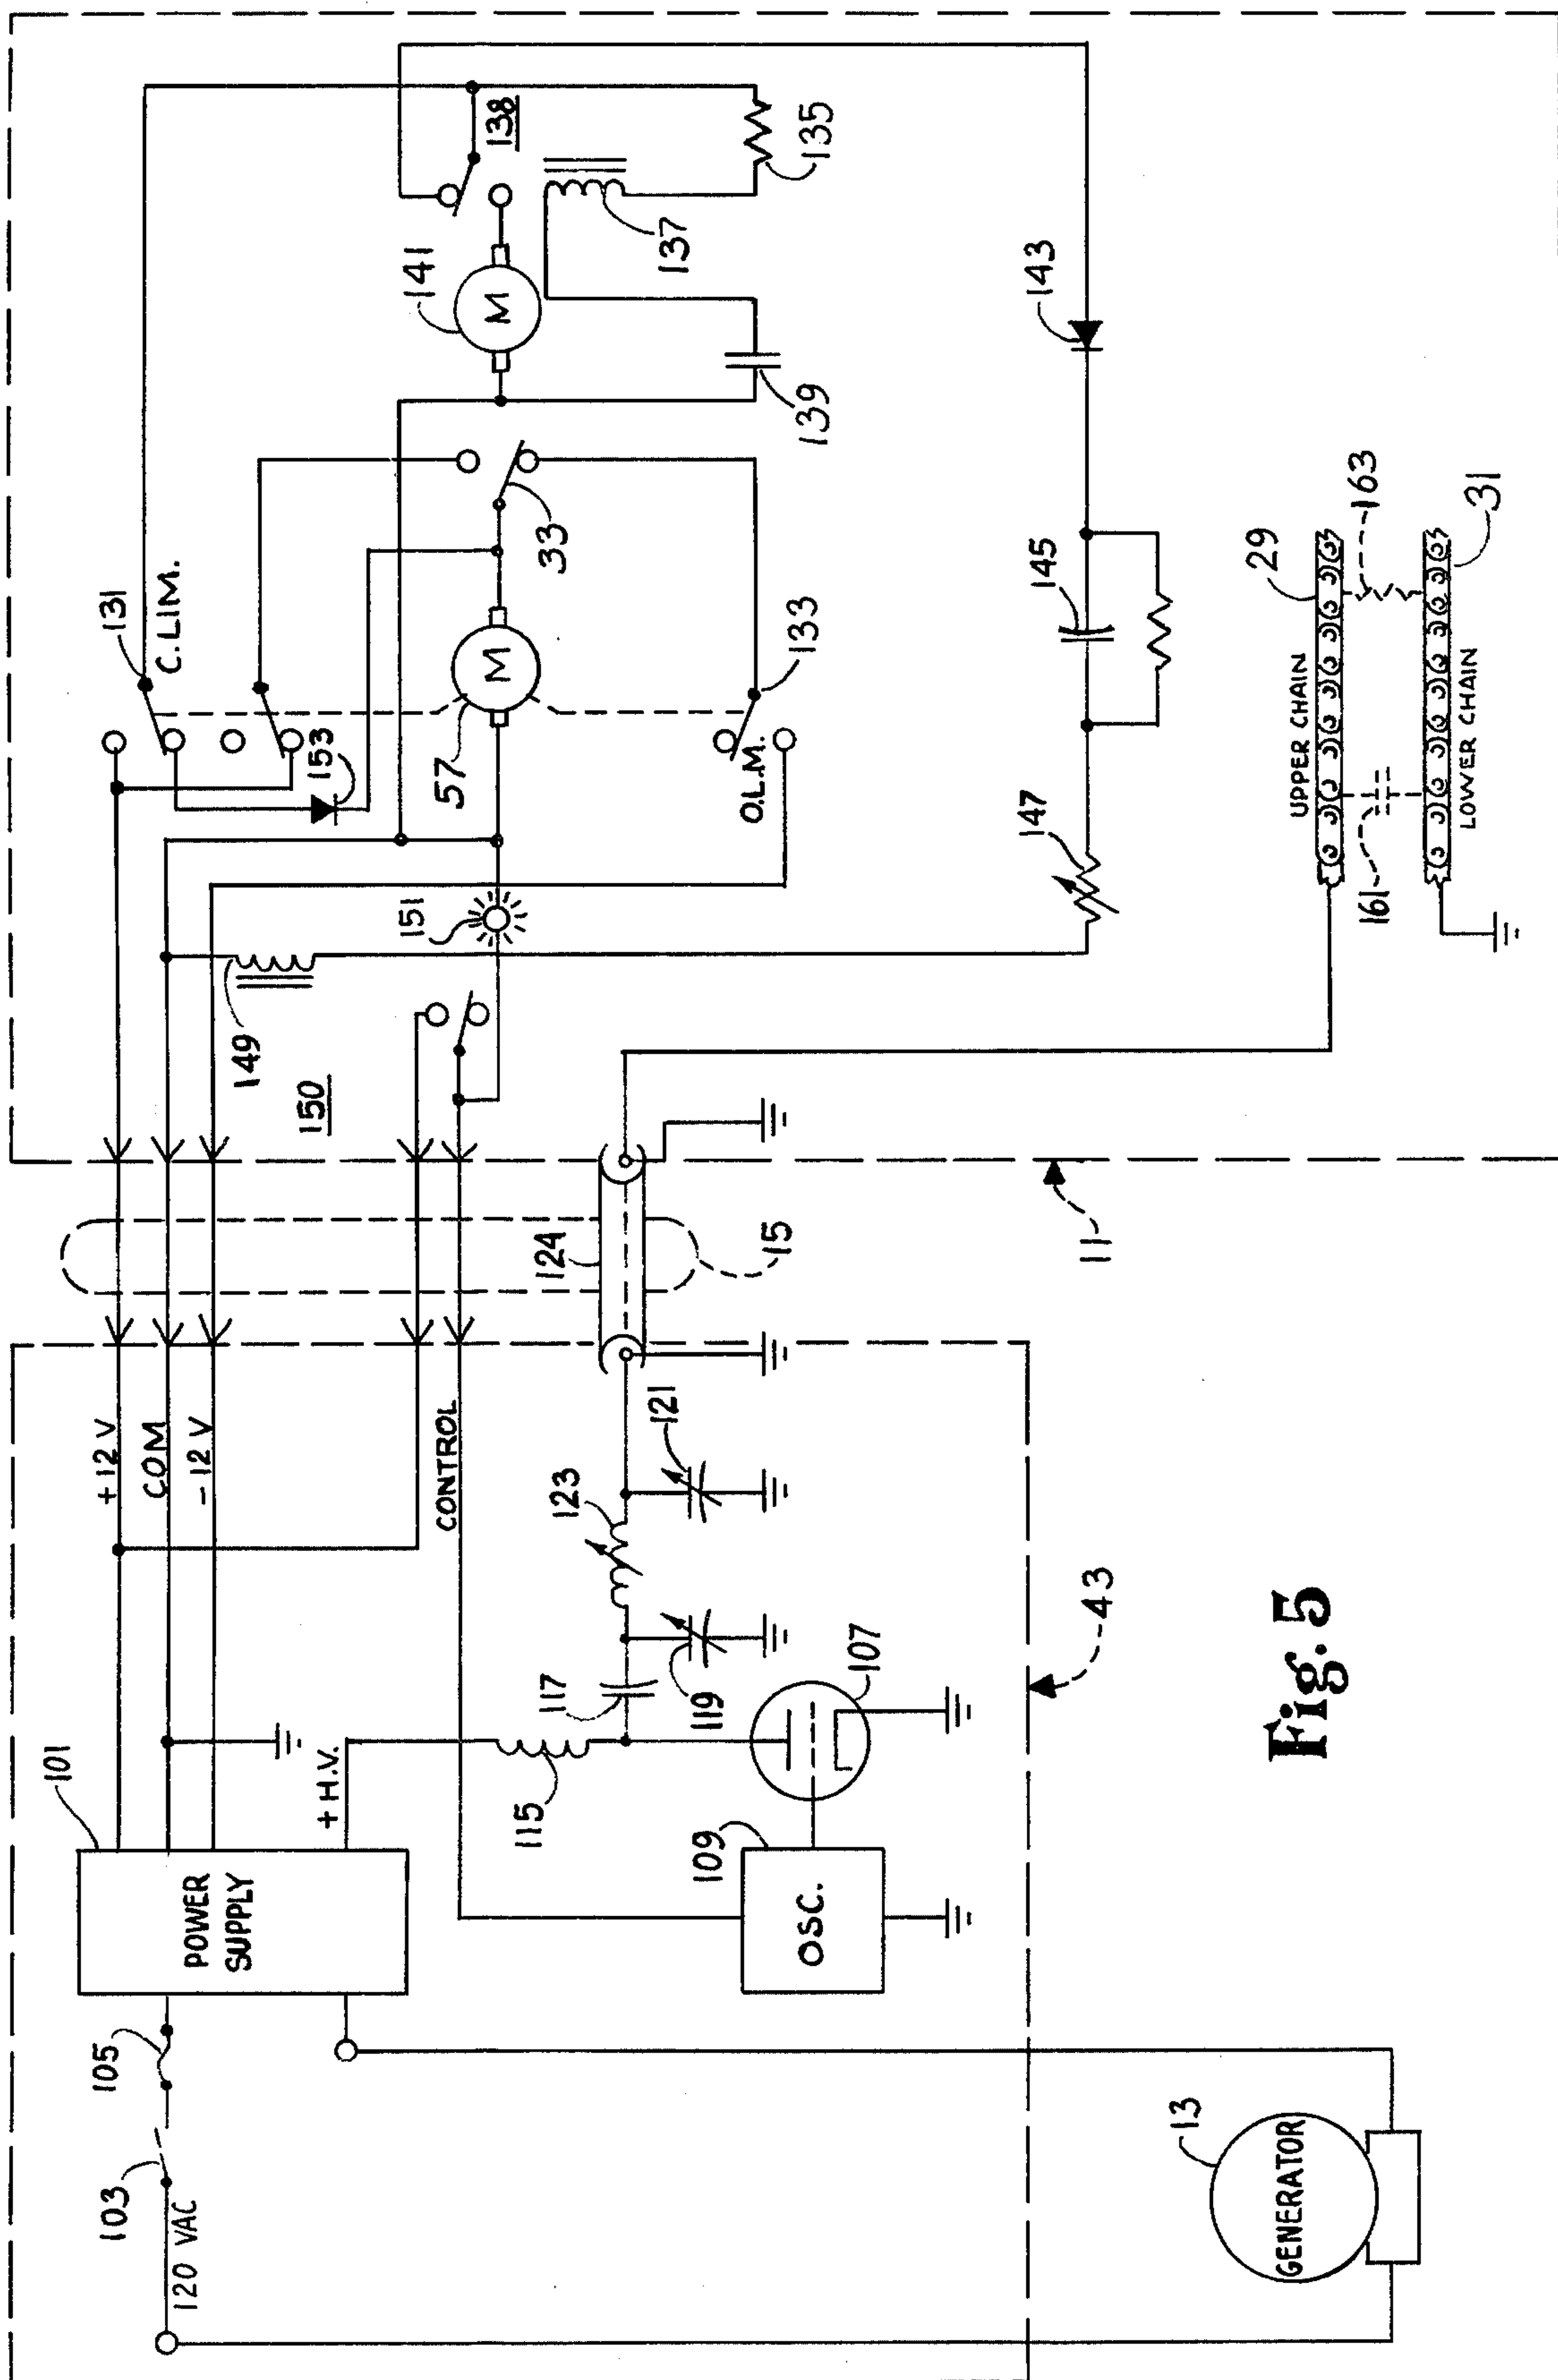 120 VAC
103
105
101
POWER
SUPPLY
+12 V
COM
-12 V
+ H.V.
CONTROL
115
117
119
123
121
107
109
OSC.
GENERATOR
13
43
124
15
11
150
149
151
153
131
C.LIM.
57
M
33
O.L.M.
133
141
M
138
137
135
139
143
145
147
UPPER CHAIN
29
161
163
LOWER CHAIN
31
Fig. 5